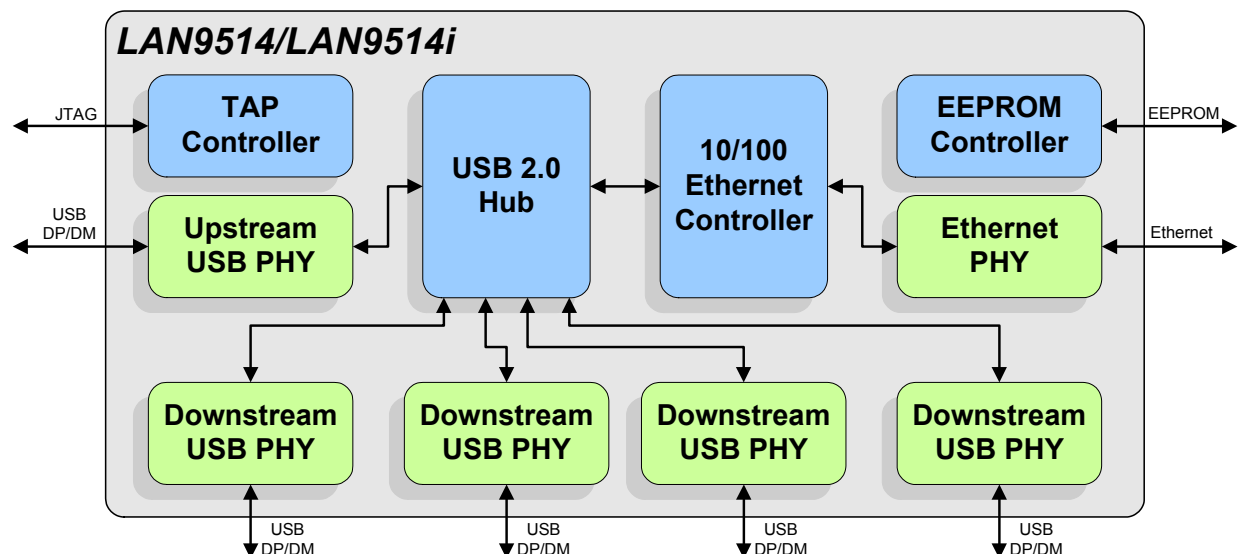 LAN9514/LAN9514i
JTAG
TAP
Controller
USB 2.0
Hub
10/100
Ethernet
Controller
EEPROM
Controller
EEPROM
USB
DP/DM
Upstream
USB PHY
Ethernet
PHY
Ethernet
Downstream
USB PHY
Downstream
USB PHY
Downstream
USB PHY
Downstream
USB PHY
USB
DP/DM
USB
DP/DM
USB
DP/DM
USB
DP/DM